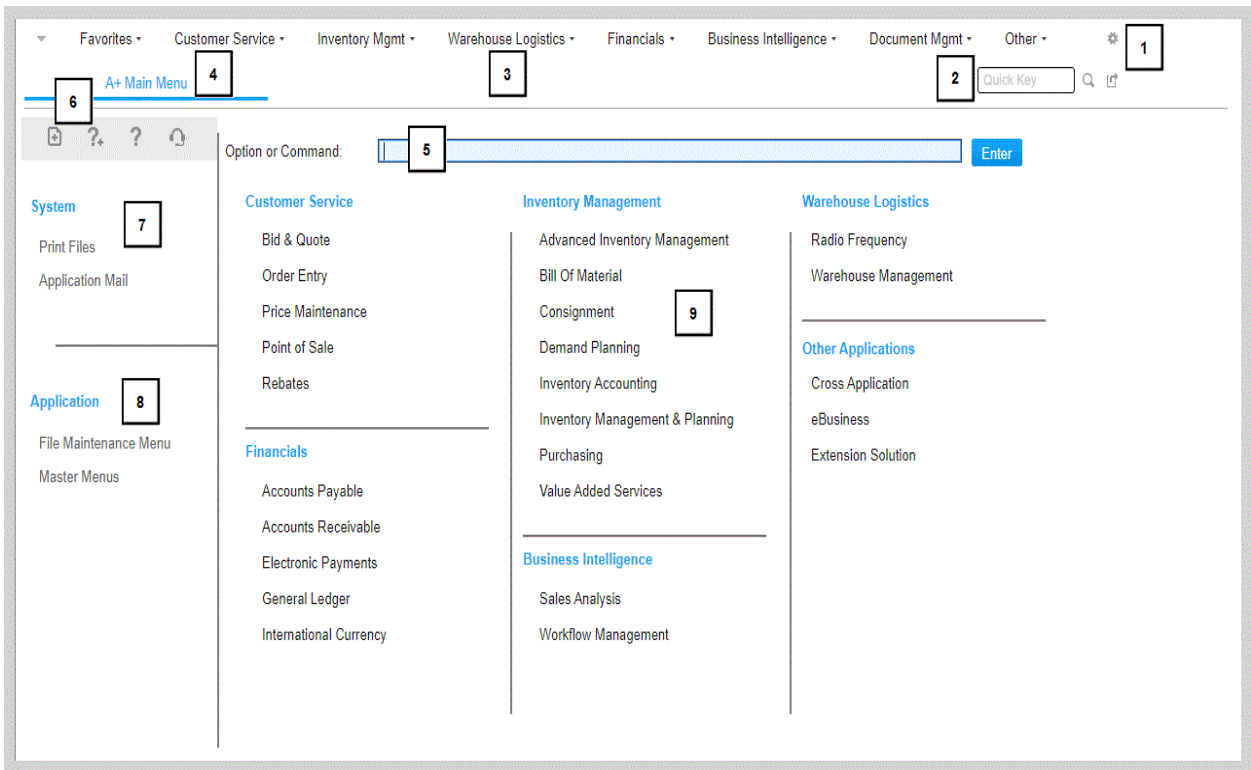 Favorites Customer Service Inventory Mgmt Warehouse Logistics Financials Business Intelligence Document Mgmt Other 1
A+ Main Menu 4 3 2 Quick Key
6
Option or Command: 5 Enter
System
7
Print Files
Application Mail
Application 8
File Maintenance Menu
Master Menus
Customer Service
Bid & Quote
Order Entry
Price Maintenance
Point of Sale
Rebates
Financials
Accounts Payable
Accounts Receivable
Electronic Payments
General Ledger
International Currency
Inventory Management
Advanced Inventory Management
Bill Of Material
Consignment 9
Demand Planning
Inventory Accounting
Inventory Management & Planning
Purchasing
Value Added Services
Business Intelligence
Sales Analysis
Workflow Management
Warehouse Logistics
Radio Frequency
Warehouse Management
Other Applications
Cross Application
eBusiness
Extension Solution